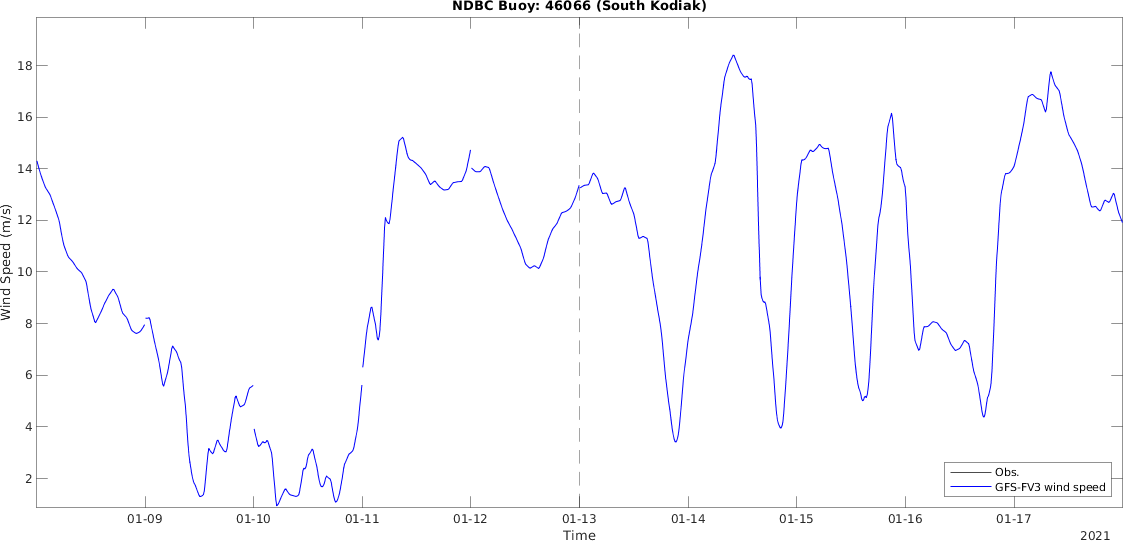 NDBC Buoy: 46066 (South Kodiak)
18
16
14
12
10
8
6
4
2
Wind Speed (m/s)
Obs.
GFS-FV3 wind speed
01-09 01-10 01-11 01-12 01-13 01-14 01-15 01-16 01-17
Time
2021